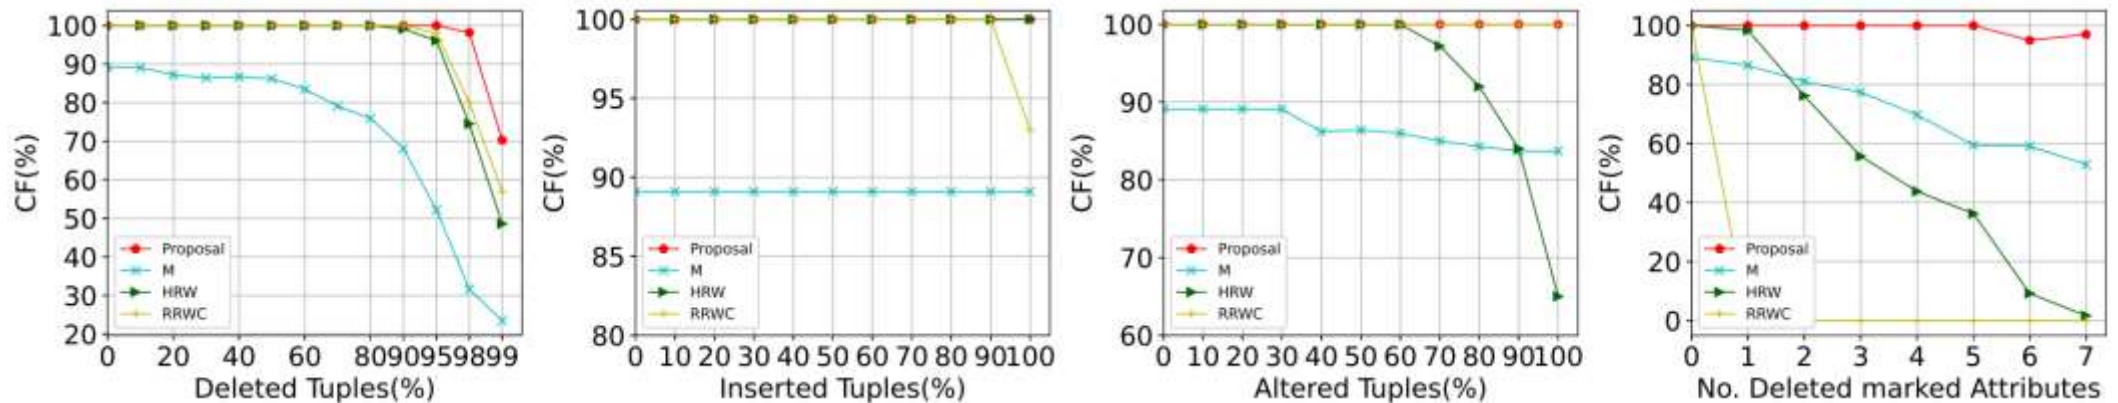 CF(%)
100
90
80
70
60
50
40
30
20
Proposal
M
HRW
RRWC
0 20 40 60 80 90 95 98 99
Deleted Tuples(%)
CF(%)
100
95
90
85
80
Proposal
M
HRW
RRWC
0 10 20 30 40 50 60 70 80 90 100
Inserted Tuples(%)
CF(%)
100
90
80
70
60
Proposal
M
HRW
RRWC
0 10 20 30 40 50 60 70 80 90 100
Altered Tuples(%)
CF(%)
100
80
60
40
20
0
Proposal
M
HRW
RRWC
0 1 2 3 4 5 6 7
No. Deleted marked Attributes